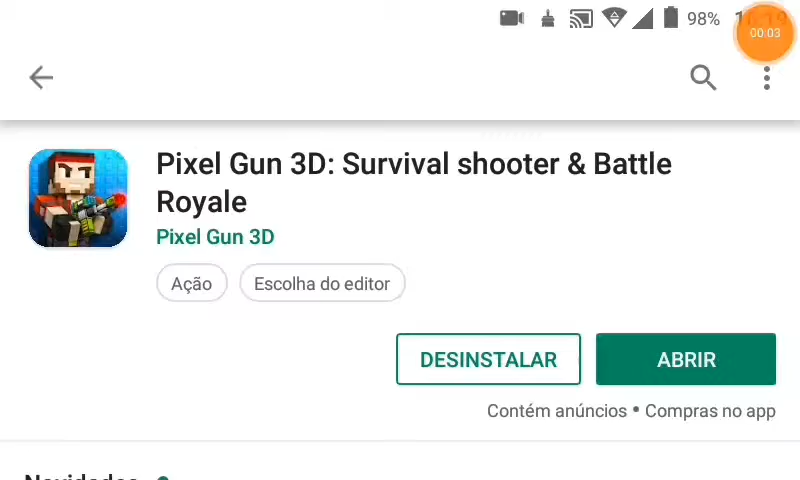 98%
00:03
Pixel Gun 3D: Survival shooter & Battle
Royale
Pixel Gun 3D
Ação
Escolha do editor
DESINSTALAR
ABRIR
Contém anúncios • Compras no app
Novidades